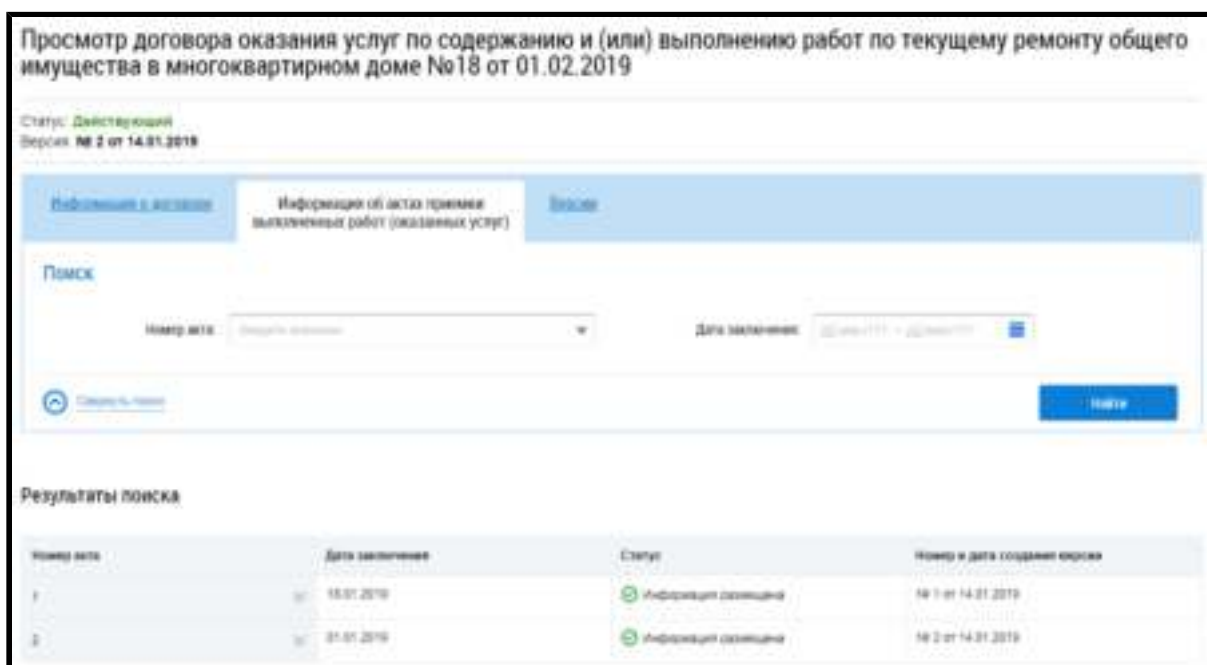 Просмотр договора оказания услуг по содержанию и (или) выполнению работ по текущему ремонту общего
имущества в многоквартирном доме №18 от 01.02.2019
Статус: Действующий
Версия: № 2 от 14.01.2019
Информация о договоре
Информация об актах приемки
выполненных работ (оказанных услуг)
Версии
Поиск
Номер акта
Дата заключения
Свернуть поиск
Найти
Результаты поиска
Номер акта Дата заключения Статус Номер и дата создания версии
1 Информация размещена № 1 от 14.01.2019
2 01.01.2019 Информация размещена № 2 от 14.01.2019